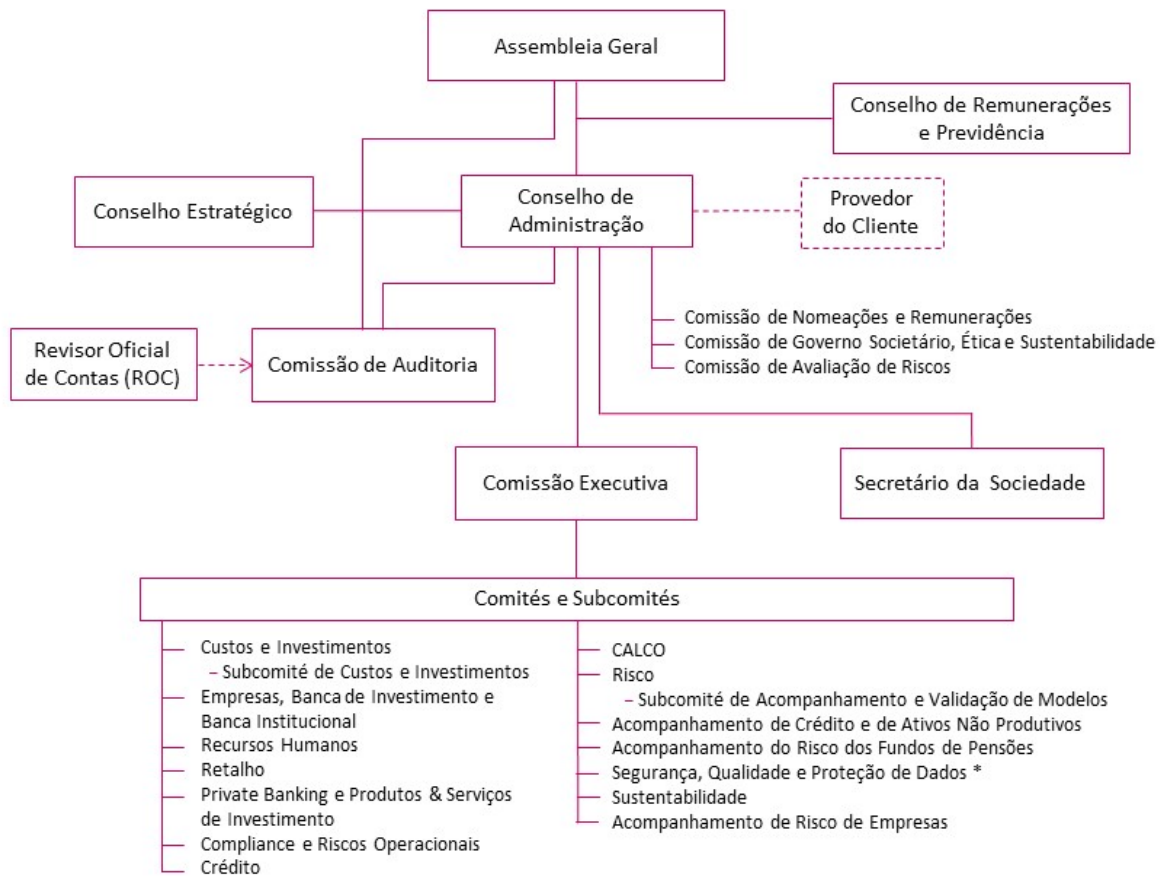 Assembleia Geral
Conselho de Remunerações
e Previdência
Conselho Estratégico
Conselho de
Administração
Provedor
do Cliente
Comissão de Nomeações e Remunerações
Comissão de Governo Societário, Ética e Sustentabilidade
Comissão de Avaliação de Riscos
Revisor Oficial
de Contas (ROC)
Comissão de Auditoria
Comissão Executiva
Secretário da Sociedade
Comités e Subcomités
Custos e Investimentos
– Subcomité de Custos e Investimentos
Empresas, Banca de Investimento e
Banca Institucional
Recursos Humanos
Retalho
Private Banking e Produtos & Serviços
de Investimento
Compliance e Riscos Operacionais
Crédito
CALCO
Risco
– Subcomité de Acompanhamento e Validação de Modelos
Acompanhamento de Crédito e de Ativos Não Produtivos
Acompanhamento do Risco dos Fundos de Pensões
Segurança, Qualidade e Proteção de Dados *
Sustentabilidade
Acompanhamento de Risco de Empresas